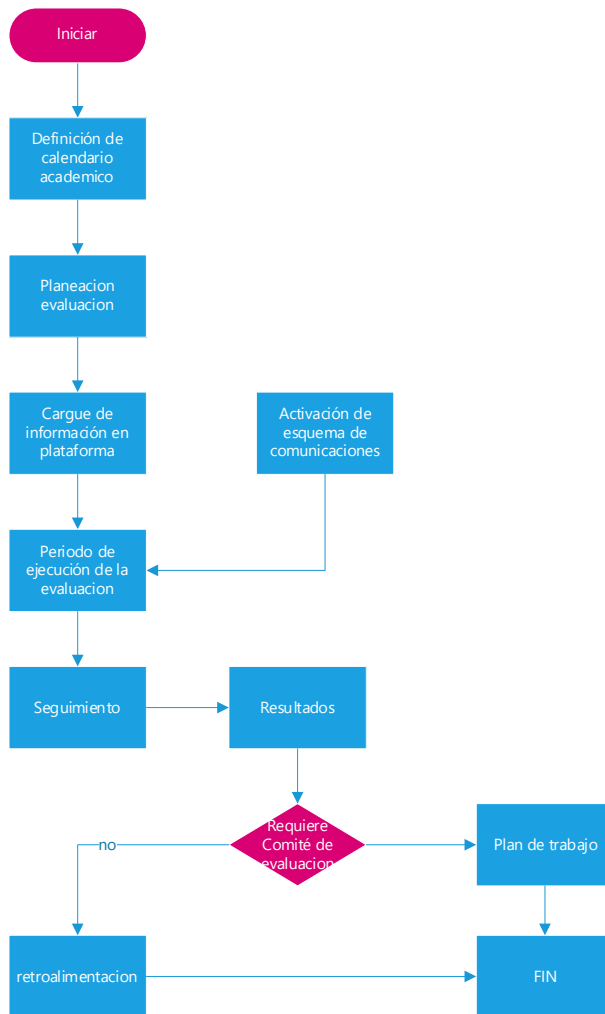 Iniciar
Definición de
calendario
academico
Planeacion
evaluacion
Cargue de
información en
plataforma
Activación de
esquema de
comunicaciones
Periodo de
ejecución de la
evaluacion
Seguimiento
Resultados
Requiere
Comité de
evaluacion
no
Plan de trabajo
retroalimentacion
FIN